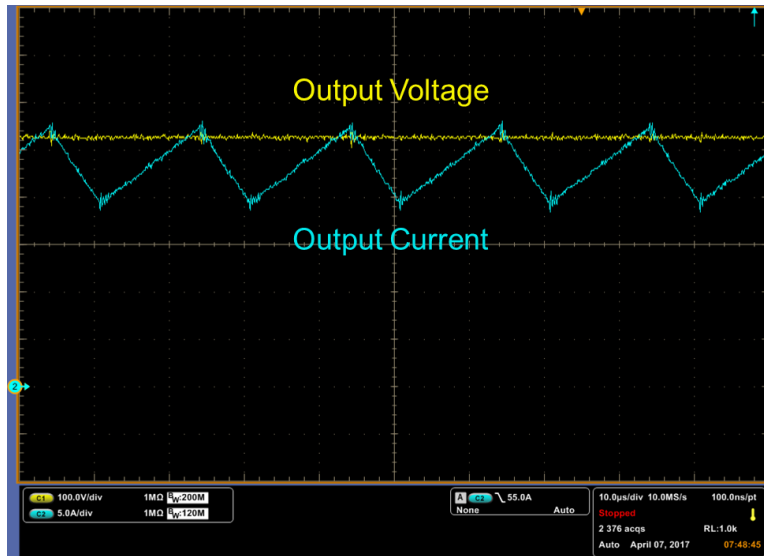 Output Voltage
Output Current
2
C1 100.0V/div 1MΩ BW:200M
C2 5.0A/div 1MΩ BW:120M
A C2 55.0A
None Auto
10.0µs/div 10.0MS/s 100.0ns/pt
Stopped
2 376 acqs RL:1.0k
Auto April 07, 2017 07:48:45